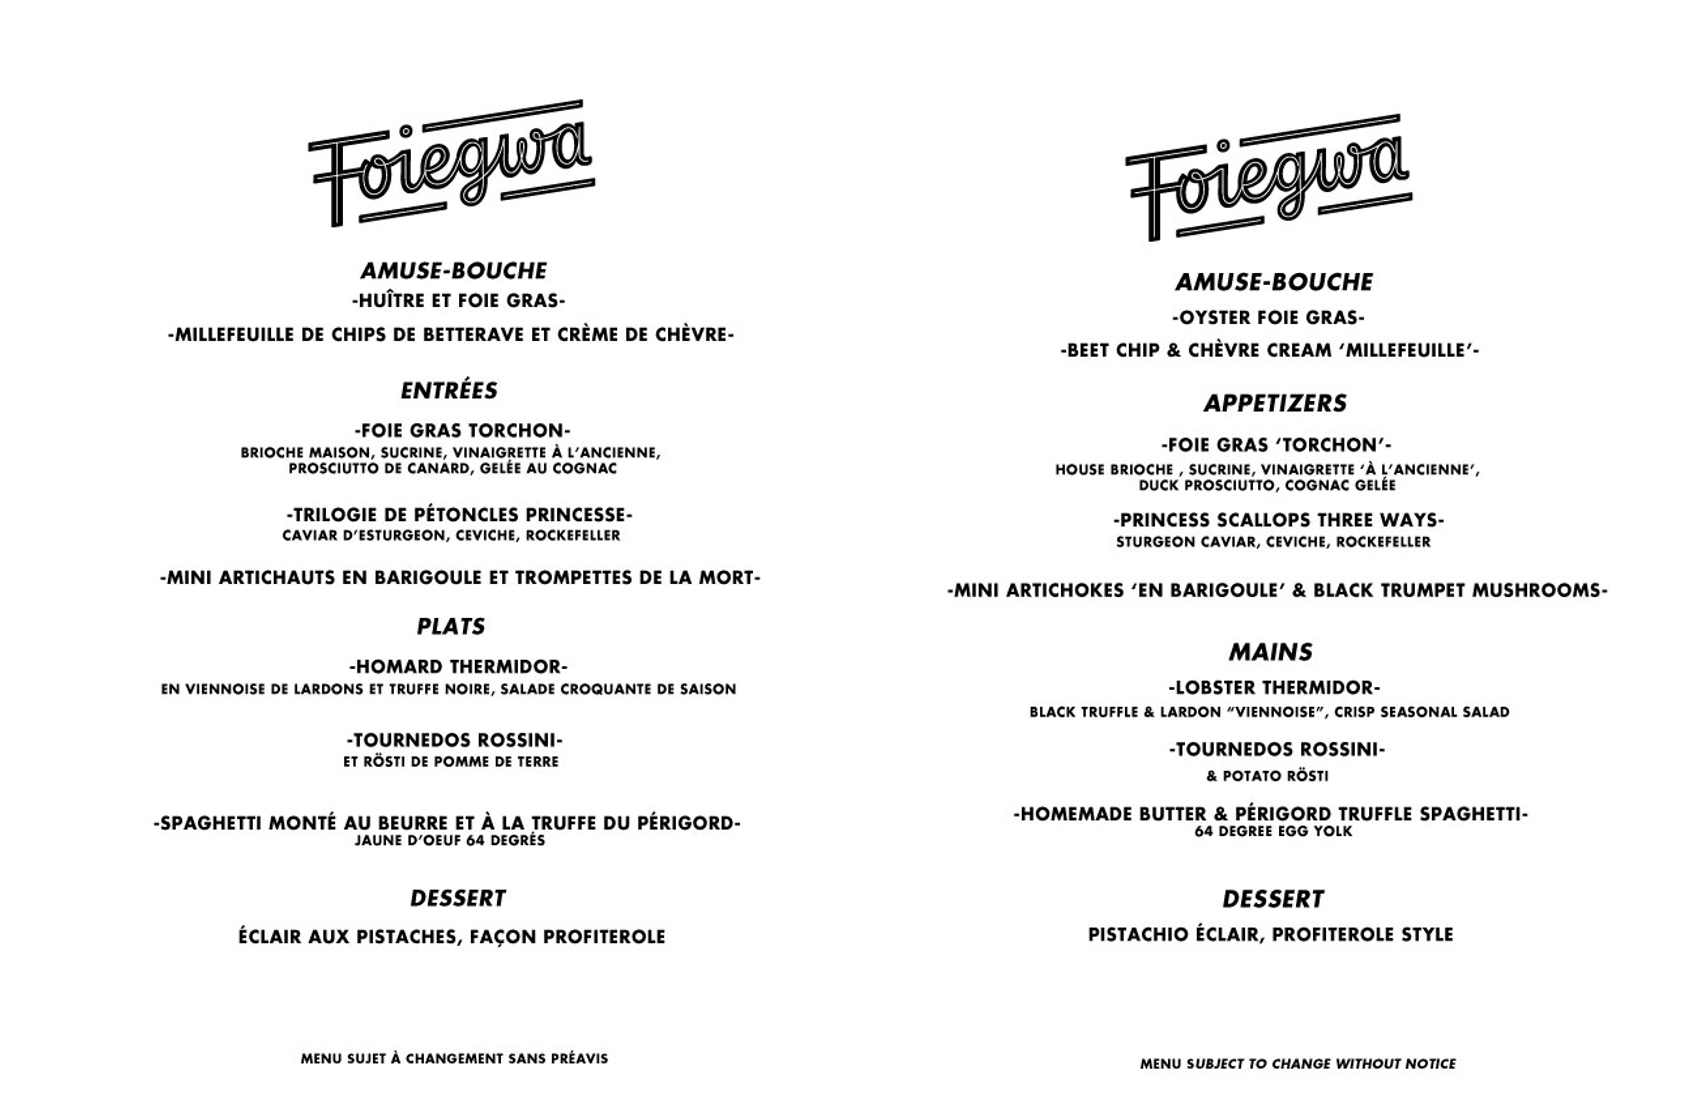 Foiegwa
AMUSE-BOUCHE
-HUÎTRE ET FOIE GRAS-
-MILLEFEUILLE DE CHIPS DE BETTERAVE ET CRÈME DE CHÈVRE-
ENTRÉES
-FOIE GRAS TORCHON-
BRIOCHE MAISON, SUCRINE, VINAIGRETTE À L'ANCIENNE,
PROSCIUTTO DE CANARD, GELÉE AU COGNAC
-TRILOGIE DE PÉTONCLES PRINCESSE-
CAVIAR D'ESTURGEON, CEVICHE, ROCKEFELLER
-MINI ARTICHAUTS EN BARIGOULE ET TROMPETTES DE LA MORT-
PLATS
-HOMARD THERMIDOR-
EN VIENNOISE DE LARDONS ET TRUFFE NOIRE, SALADE CROQUANTE DE SAISON
-TOURNEDOS ROSSINI-
ET RÖSTI DE POMME DE TERRE
-SPAGHETTI MONTÉ AU BEURRE ET À LA TRUFFE DU PÉRIGORD-
JAUNE D'OEUF 64 DEGRÉS
DESSERT
ÉCLAIR AUX PISTACHES, FAÇON PROFITEROLE
MENU SUJET À CHANGEMENT SANS PRÉAVIS
Foiegwa
AMUSE-BOUCHE
-OYSTER FOIE GRAS-
-BEET CHIP & CHÈVRE CREAM 'MILLEFEUILLE'-
APPETIZERS
-FOIE GRAS 'TORCHON'-
HOUSE BRIOCHE , SUCRINE, VINAIGRETTE 'À L'ANCIENNE',
DUCK PROSCIUTTO, COGNAC GELÉE
-PRINCESS SCALLOPS THREE WAYS-
STURGEON CAVIAR, CEVICHE, ROCKEFELLER
-MINI ARTICHOKES 'EN BARIGOULE' & BLACK TRUMPET MUSHROOMS-
MAINS
-LOBSTER THERMIDOR-
BLACK TRUFFLE & LARDON "VIENNOISE", CRISP SEASONAL SALAD
-TOURNEDOS ROSSINI-
& POTATO RÖSTI
-HOMEMADE BUTTER & PÉRIGORD TRUFFLE SPAGHETTI-
64 DEGREE EGG YOLK
DESSERT
PISTACHIO ÉCLAIR, PROFITEROLE STYLE
MENU SUBJECT TO CHANGE WITHOUT NOTICE